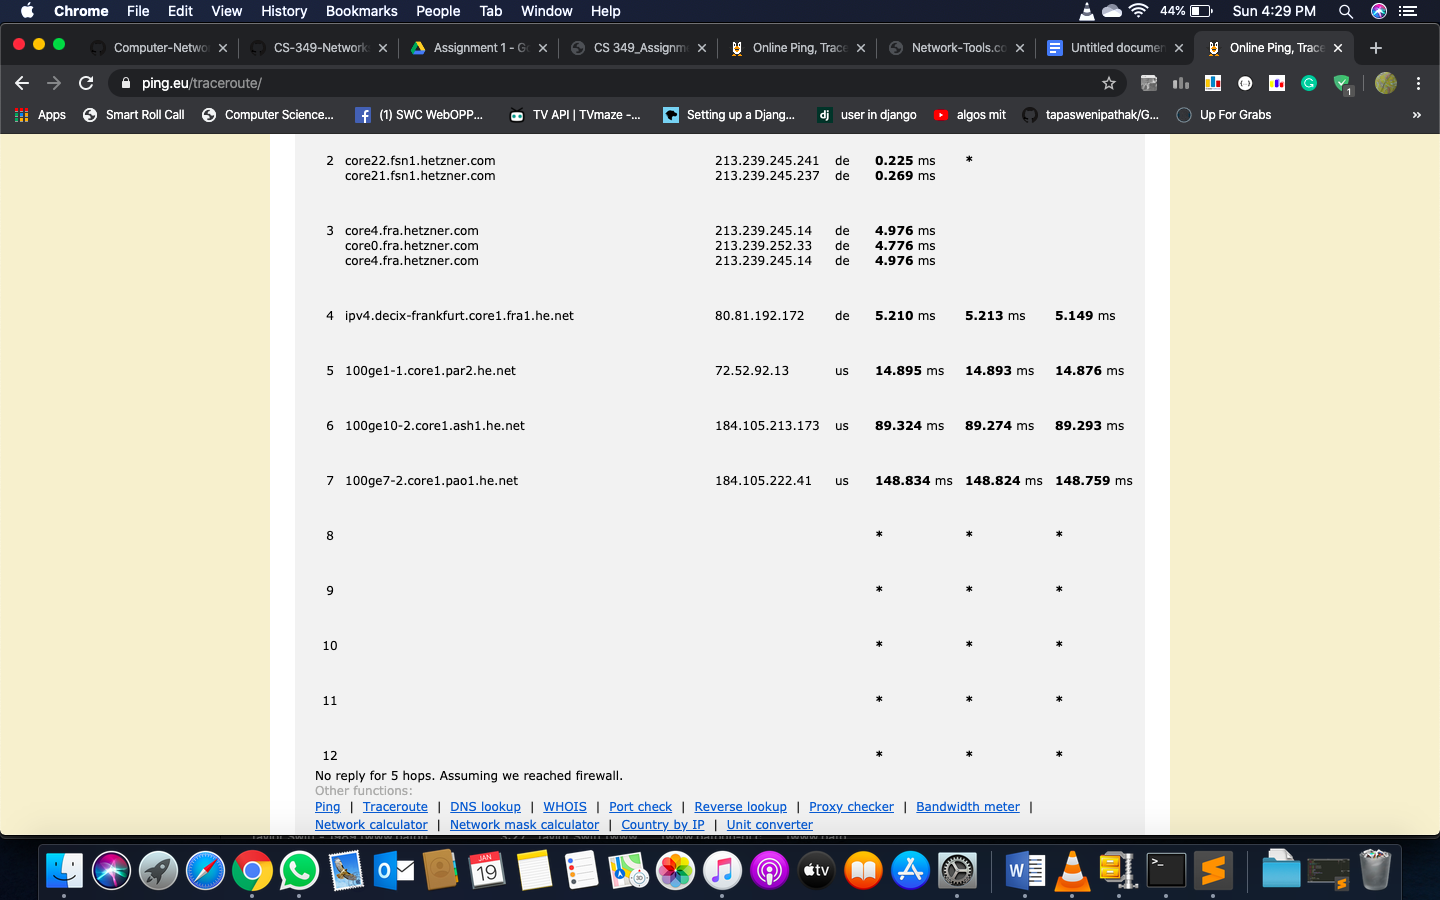 Chrome File Edit View History Bookmarks People Tab Window Help 44% Sun 4:29 PM
Computer-Netwo CS-349-Network Assignment 1 - Go CS 349_Assignm Online Ping, Trace Network-Tools.co Untitled documen Online Ping, Trace
ping.eu/traceroute/ 1
Apps Smart Roll Call Computer Science... (1) SWC WebOPP... TV API | TVmaze -... Setting up a Djang... dj user in django algos mit tapaswenipathak/G... Up For Grabs »
2 core22.fsn1.hetzner.com 213.239.245.241 de 0.225 ms *
core21.fsn1.hetzner.com 213.239.245.237 de 0.269 ms
3 core4.fra.hetzner.com 213.239.245.14 de 4.976 ms
core0.fra.hetzner.com 213.239.252.33 de 4.776 ms
core4.fra.hetzner.com 213.239.245.14 de 4.976 ms
4 ipv4.decix-frankfurt.core1.fra1.he.net 80.81.192.172 de 5.210 ms 5.213 ms 5.149 ms
5 100ge1-1.core1.par2.he.net 72.52.92.13 us 14.895 ms 14.893 ms 14.876 ms
6 100ge10-2.core1.ash1.he.net 184.105.213.173 us 89.324 ms 89.274 ms 89.293 ms
7 100ge7-2.core1.pao1.he.net 184.105.222.41 us 148.834 ms 148.824 ms 148.759 ms
8 * * *
9 * * *
10 * * *
11 * * *
12 * * *
No reply for 5 hops. Assuming we reached firewall.
Other functions:
Ping | Traceroute | DNS lookup | WHOIS | Port check | Reverse lookup | Proxy checker | Bandwidth meter |
Network calculator | Network mask calculator | Country by IP | Unit converter
JAN
19
tv